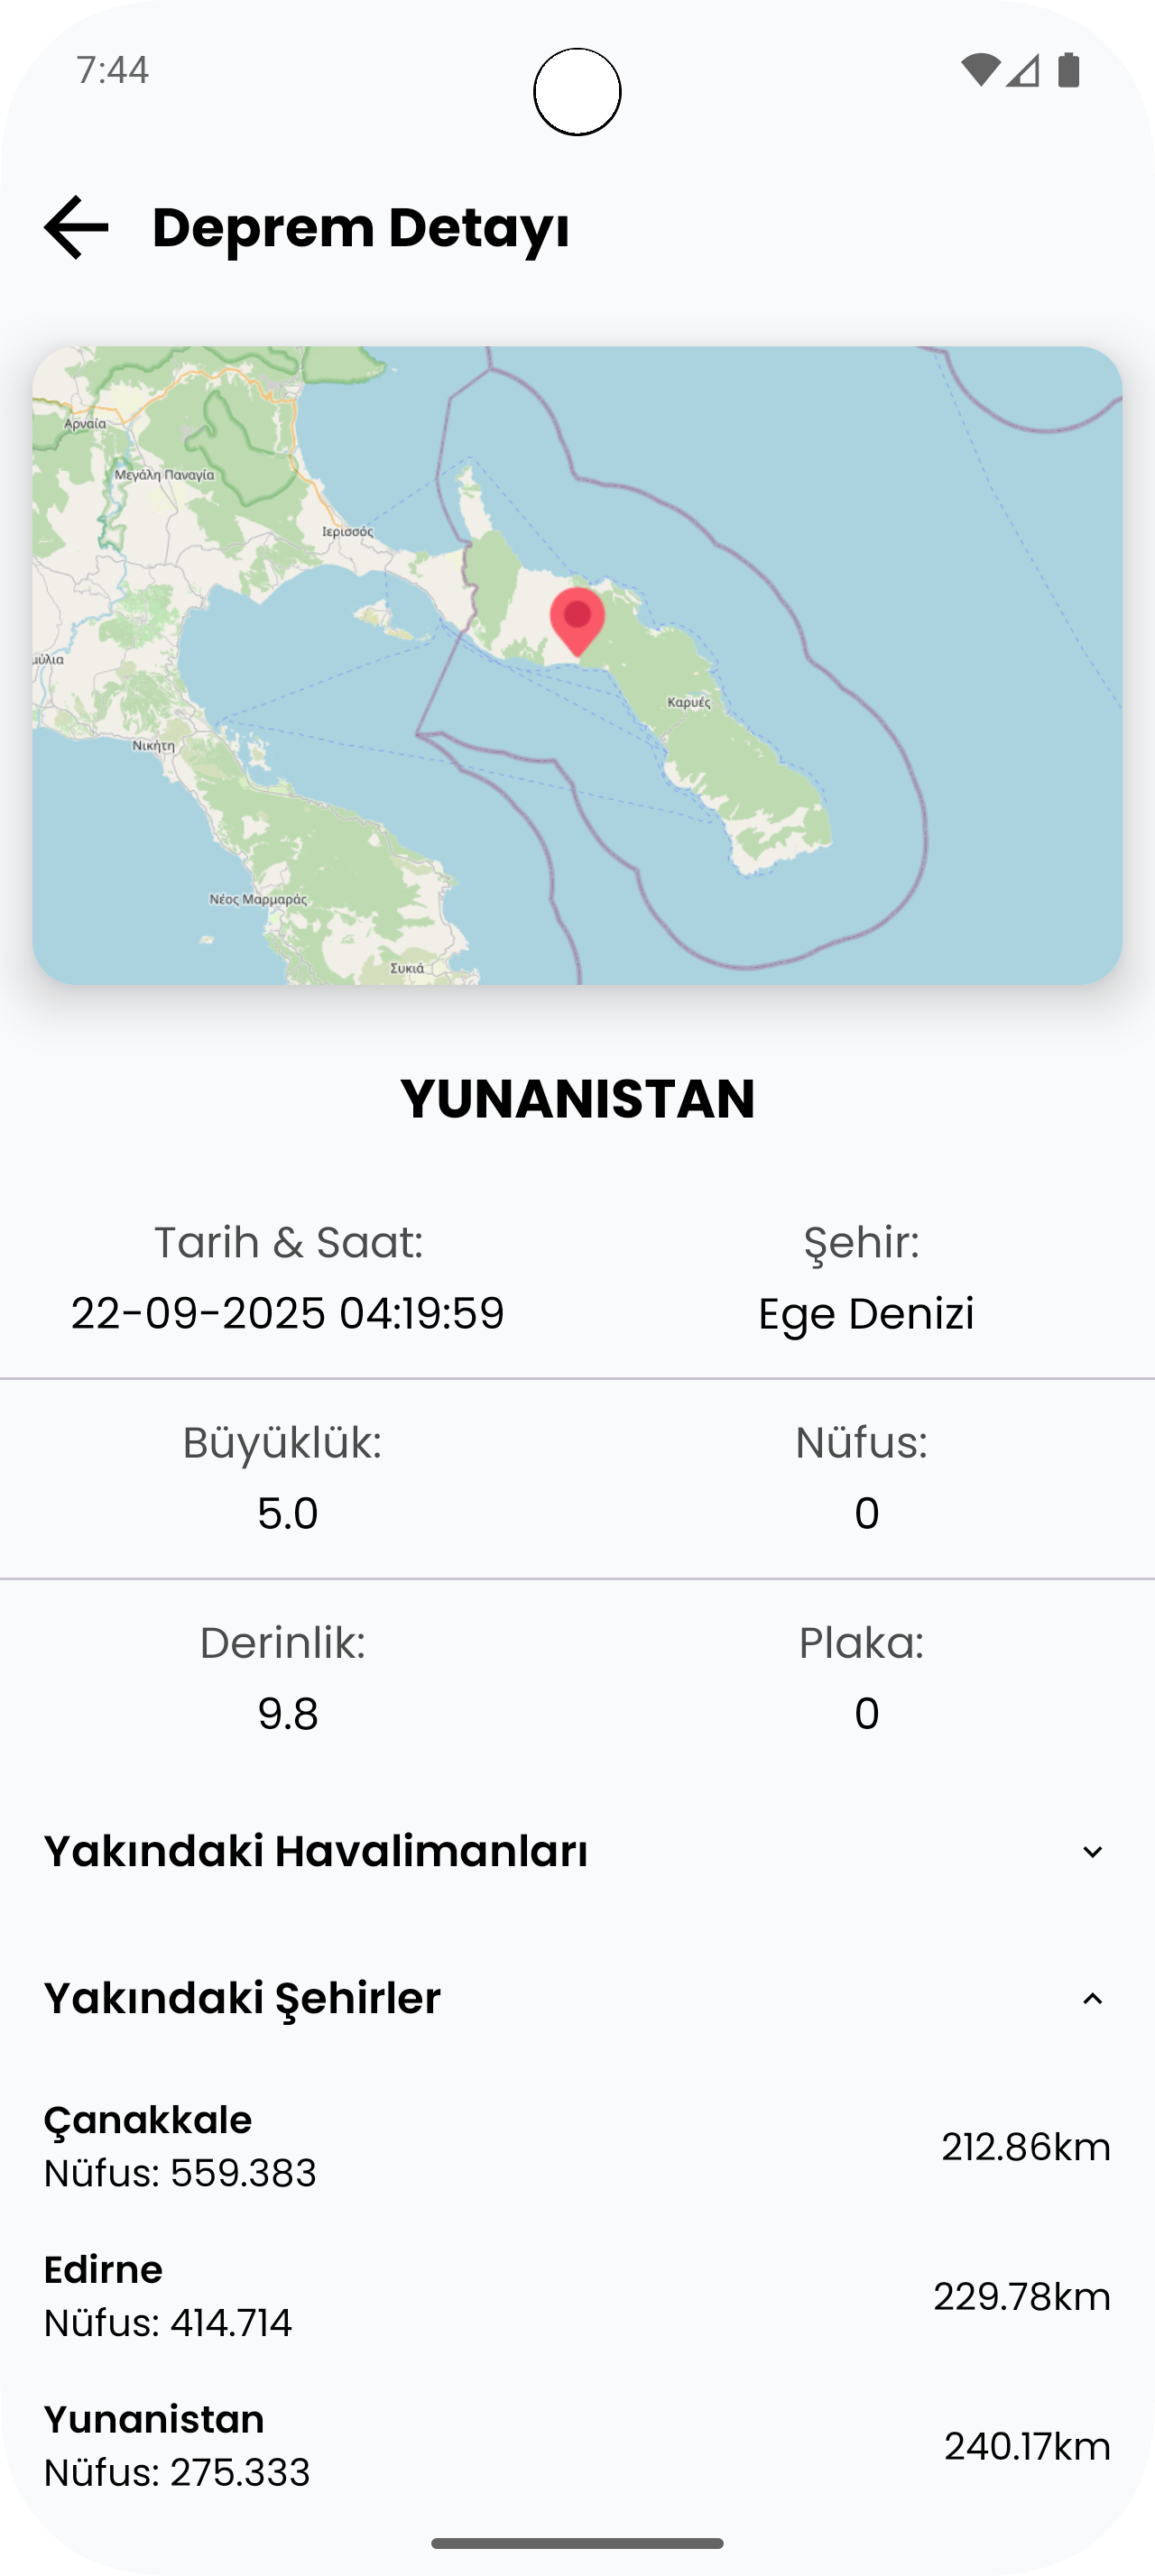 7:44
Deprem Detayı
Αρναία
Μεγάλη Παναγία
Ιερισσός
μύλια
Καρυές
Νικήτη
Νέος Μαρμαράς
Συκιά
YUNANISTAN
Tarih & Saat:
22-09-2025 04:19:59
Şehir:
Ege Denizi
Büyüklük:
5.0
Nüfus:
0
Derinlik:
9.8
Plaka:
0
Yakındaki Havalimanları
Yakındaki Şehirler
Çanakkale
Nüfus: 559.383
212.86km
Edirne
Nüfus: 414.714
229.78km
Yunanistan
Nüfus: 275.333
240.17km